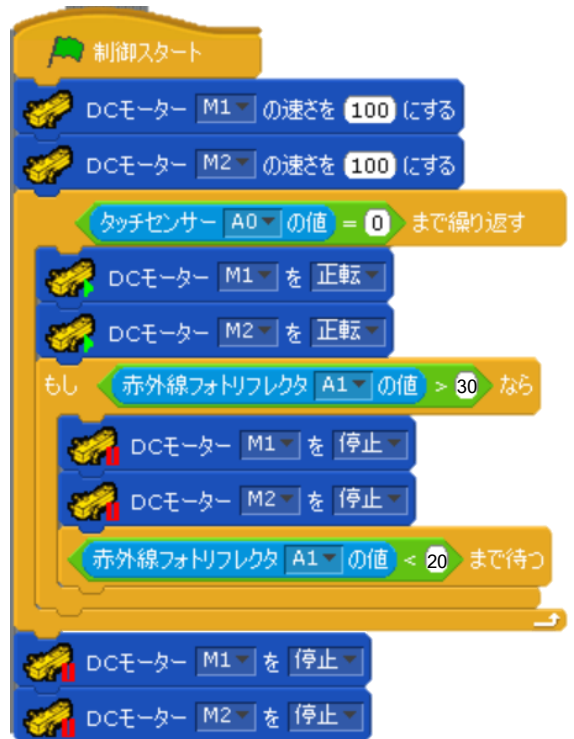 制御スタート
DCモーター M1 の速さを 100 にする
DCモーター M2 の速さを 100 にする
タッチセンサー A0 の値 = 0 まで繰り返す
DCモーター M1 を 正転
DCモーター M2 を 正転
もし 赤外線フォトリフレクタ A1 の値 > 30 なら
DCモーター M1 を 停止
DCモーター M2 を 停止
赤外線フォトリフレクタ A1 の値 < 20 まで待つ
DCモーター M1 を 停止
DCモーター M2 を 停止